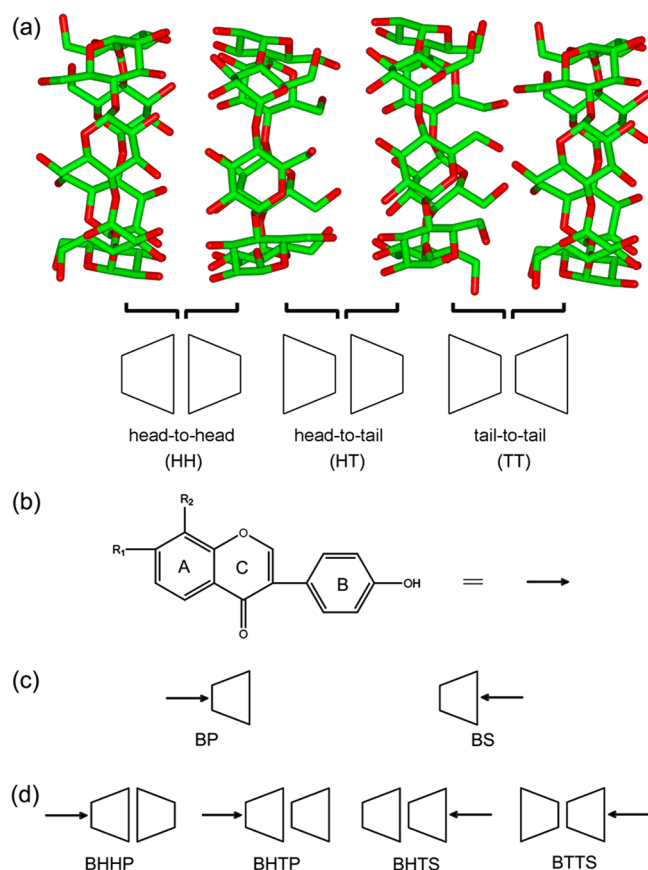 (a)
head-to-head head-to-tail tail-to-tail
(HH) (HT) (TT)
(b)
R2
R1 O
A C B OH
O
=
(c)
BP BS
(d)
BHHP BHTP BHTS BTTS